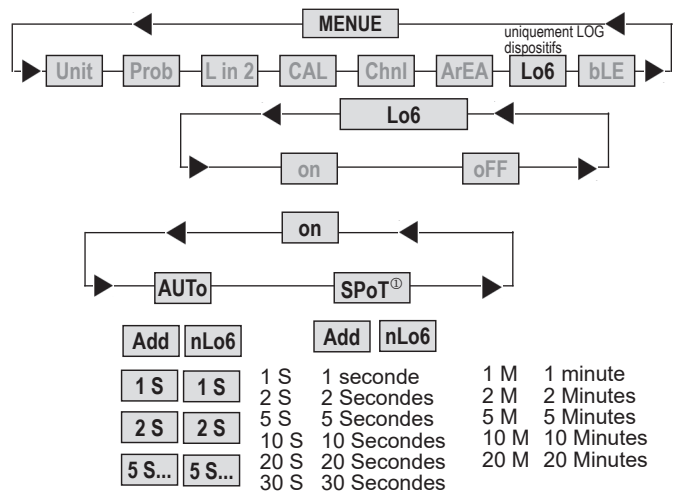 MENUE
uniquement LOG
dispositifs
Unit Prob L in 2 CAL Chnl ArEA Lo6 bLE
Lo6
on oFF
on
AUTo SPoT①
Add nLo6 Add nLo6
1 S 1 S 1 S 1 seconde 1 M 1 minute
2 S 2 Secondes 2 M 2 Minutes
2 S 2 S 5 S 5 Secondes 5 M 5 Minutes
10 S 10 Secondes 10 M 10 Minutes
5 S... 5 S... 20 S 20 Secondes 20 M 20 Minutes
30 S 30 Secondes